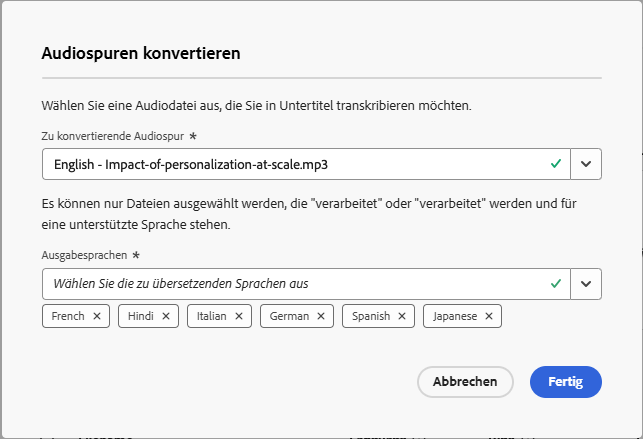 Audiospuren konvertieren
Wählen Sie eine Audiodatei aus, die Sie in Untertitel transkribieren möchten.
Zu konvertierende Audiospur *
English - Impact-of-personalization-at-scale.mp3
Es können nur Dateien ausgewählt werden, die "verarbeitet" oder "verarbeitet" werden und für
eine unterstützte Sprache stehen.
Ausgabesprachen *
Wählen Sie die zu übersetzenden Sprachen aus
French × Hindi × Italian × German × Spanish × Japanese ×
Abbrechen Fertig